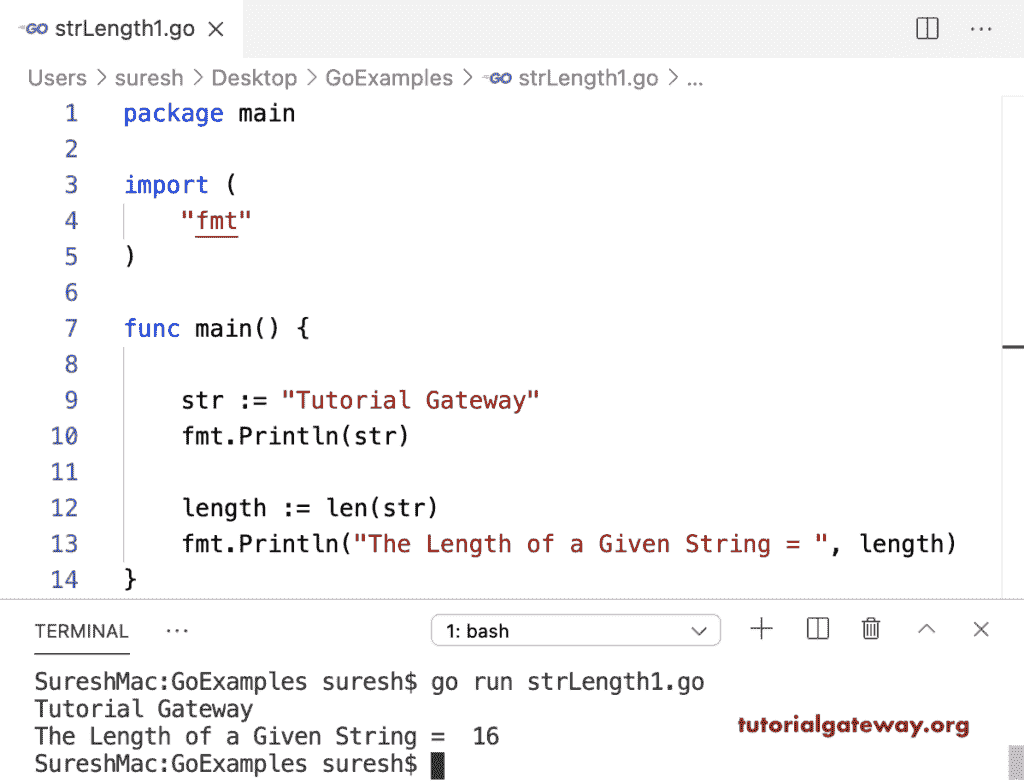 GO strLength1.go ×
Users > suresh > Desktop > GoExamples > GO strLength1.go > ...
1 package main
2
3 import (
4     "fmt"
5 )
6
7 func main() {
8
9     str := "Tutorial Gateway"
10     fmt.Println(str)
11
12     length := len(str)
13     fmt.Println("The Length of a Given String = ", length)
14 }
TERMINAL ... 1: bash
SureshMac:GoExamples suresh$ go run strLength1.go
Tutorial Gateway
The Length of a Given String =  16
SureshMac:GoExamples suresh$
tutorialgateway.org